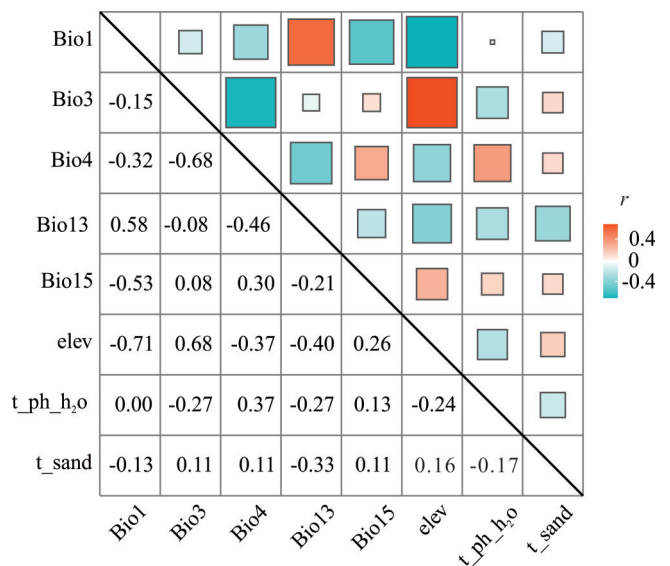 Bio1
Bio3 -0.15
Bio4 -0.32 -0.68
Bio13 0.58 -0.08 -0.46
Bio15 -0.53 0.08 0.30 -0.21
elev -0.71 0.68 -0.37 -0.40 0.26
t_ph_h₂o 0.00 -0.27 0.37 -0.27 0.13 -0.24
t_sand -0.13 0.11 0.11 -0.33 0.11 0.16 -0.17
Bio1 Bio3 Bio4 Bio13 Bio15 elev t_ph_h₂o t_sand
r
0.4
0
-0.4